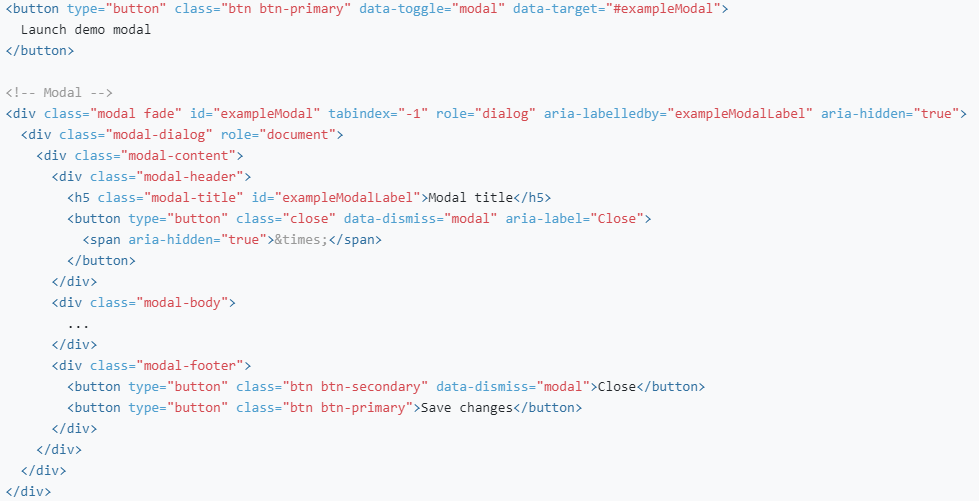 <button type="button" class="btn btn-primary" data-toggle="modal" data-target="#exampleModal">
  Launch demo modal
</button>

<!-- Modal -->
<div class="modal fade" id="exampleModal" tabindex="-1" role="dialog" aria-labelledby="exampleModalLabel" aria-hidden="true">
  <div class="modal-dialog" role="document">
    <div class="modal-content">
      <div class="modal-header">
        <h5 class="modal-title" id="exampleModalLabel">Modal title</h5>
        <button type="button" class="close" data-dismiss="modal" aria-label="Close">
          <span aria-hidden="true">&times;</span>
        </button>
      </div>
      <div class="modal-body">
        ...
      </div>
      <div class="modal-footer">
        <button type="button" class="btn btn-secondary" data-dismiss="modal">Close</button>
        <button type="button" class="btn btn-primary">Save changes</button>
      </div>
    </div>
  </div>
</div>